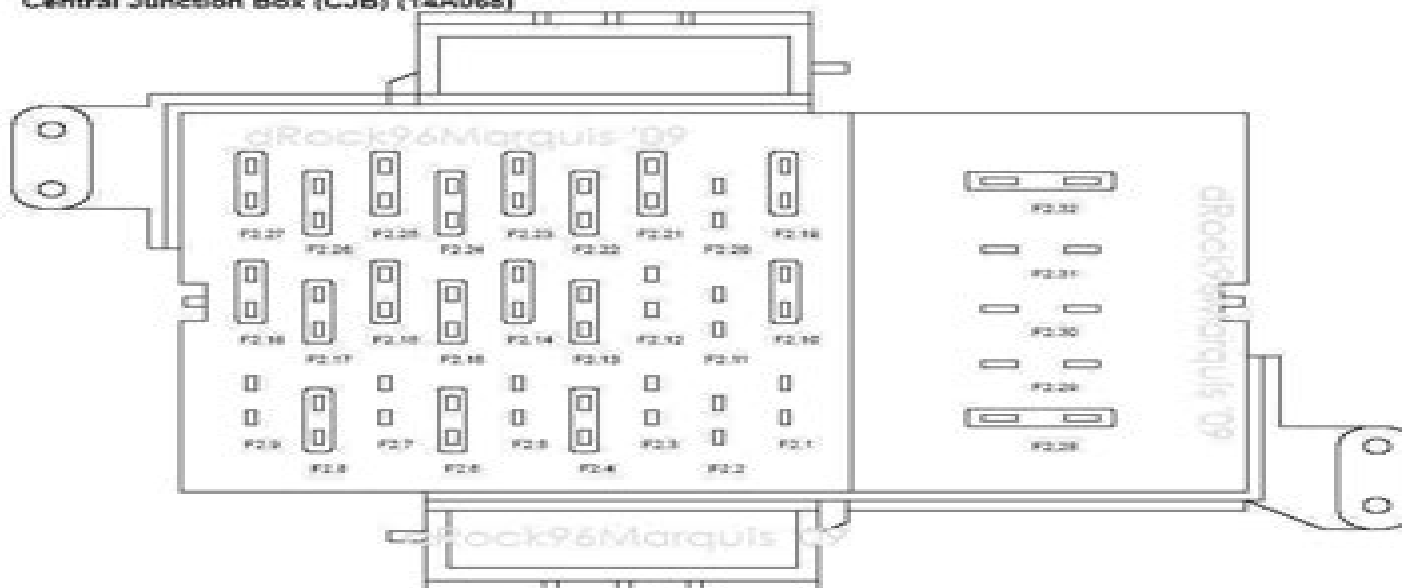 Central Junction Box (CJB) (14A068)
dRock96Marquis '09
F2.27 F2.26 F2.25 F2.24 F2.23 F2.22 F2.21 F2.20 F2.19
F2.18 F2.17 F2.16 F2.15 F2.14 F2.13 F2.12 F2.11 F2.10
F2.9 F2.8 F2.7 F2.6 F2.5 F2.4 F2.3 F2.2 F2.1
F2.32
F2.31
F2.30
F2.29
F2.28
dRock96Marquis '09
dRock96Marquis '09